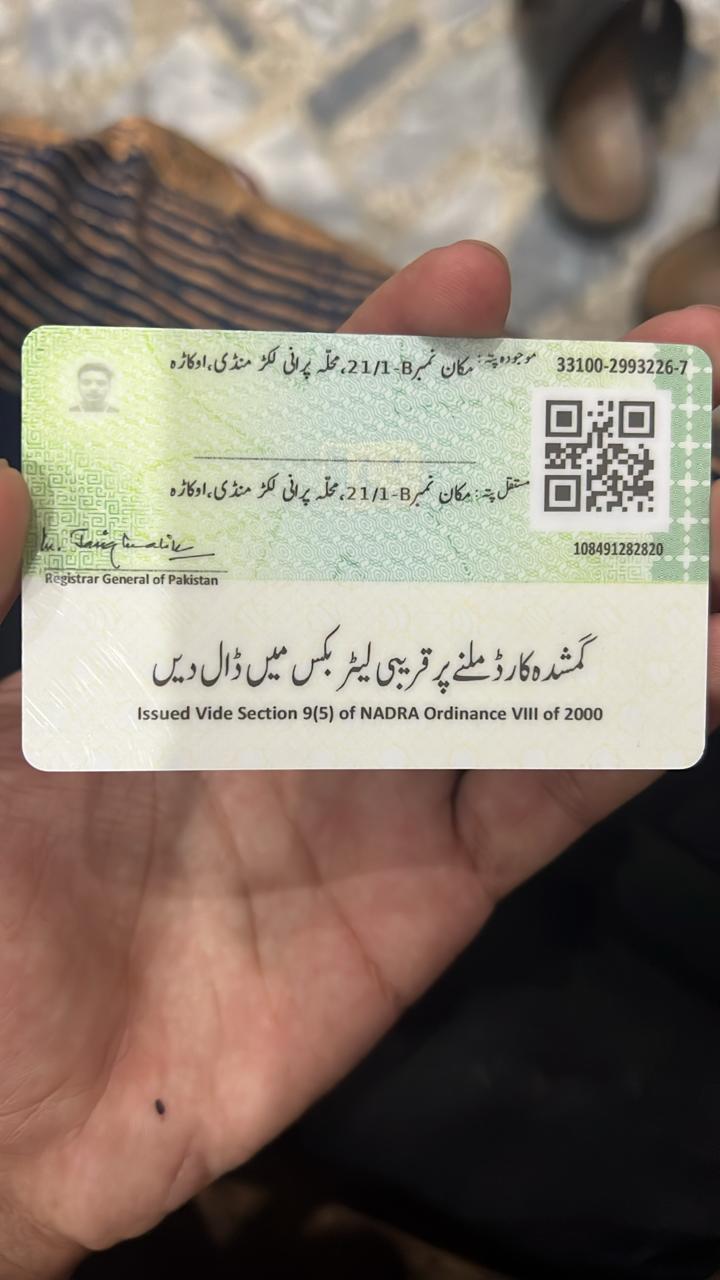 33100-2993226-7
موجودہ پتہ: مکان نمبر 21/1-B، محلّہ پرانی لکڑ منڈی، اوکاڑہ
مستقل پتہ: مکان نمبر 21/1-B، محلّہ پرانی لکڑ منڈی، اوکاڑہ
108491282820
Registrar General of Pakistan
گمشدہ کارڈ ملنے پر قریبی لیٹر بکس میں ڈال دیں
Issued Vide Section 9(5) of NADRA Ordinance VIII of 2000